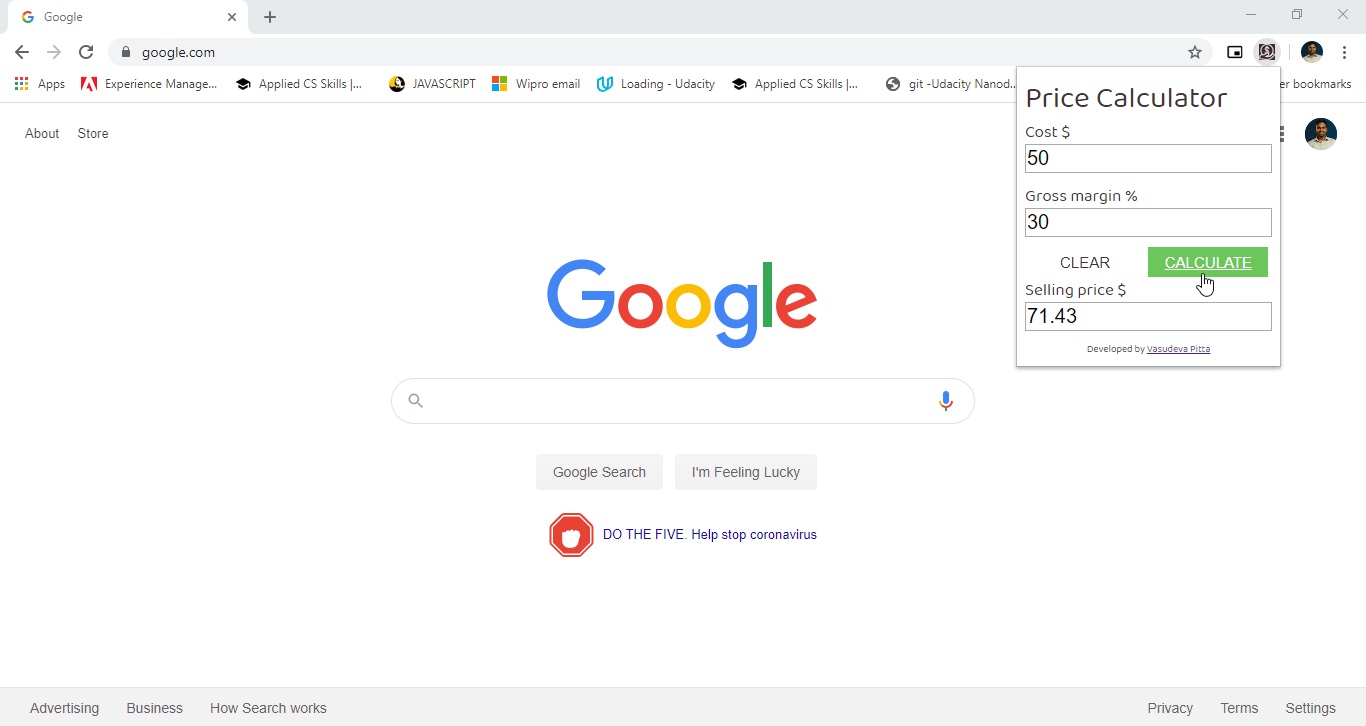 Google
google.com
Apps Experience Manage... Applied CS Skills |... JAVASCRIPT Wipro email Loading - Udacity Applied CS Skills |... git -Udacity Nanod... er bookmarks
About Store
Price Calculator
Cost $
50
Gross margin %
30
CLEAR CALCULATE
Selling price $
71.43
Developed by Vasudeva Pitta
Google
Google Search I'm Feeling Lucky
DO THE FIVE. Help stop coronavirus
Advertising Business How Search works Privacy Terms Settings